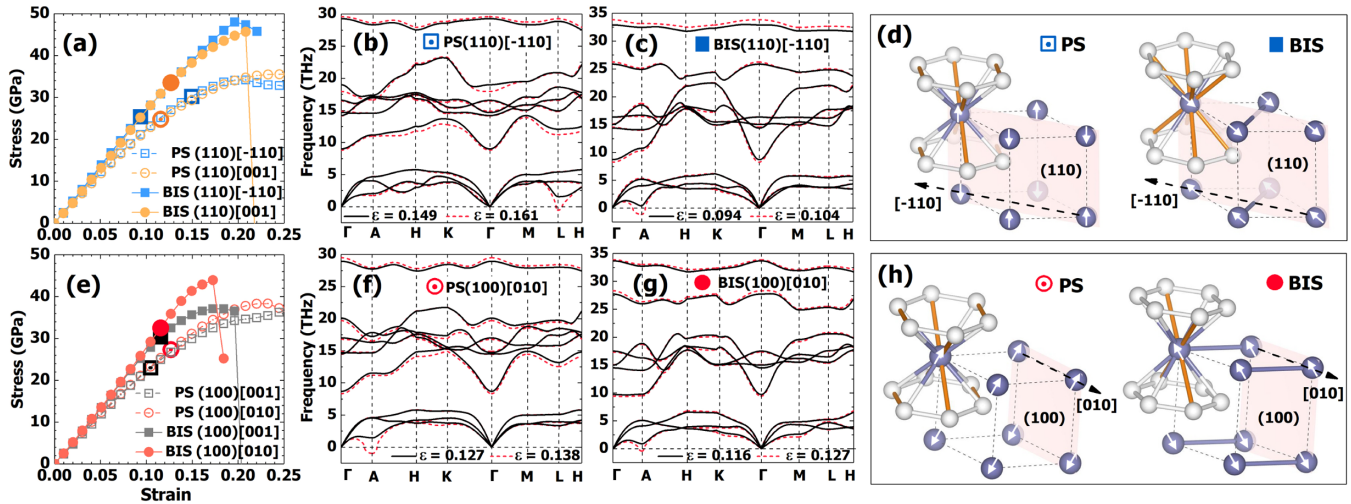 (a)
Stress (GPa)
50
40
30
20
10
0
PS (110)[-110]
PS (110)[001]
BIS (110)[-110]
BIS (110)[001]
0.00 0.05 0.10 0.15 0.20 0.25
(b)
PS(110)[-110]
Frequency (THz)
30
25
20
15
10
5
0
ε = 0.149 ε = 0.161
Γ A H K Γ M L H
(c)
BIS(110)[-110]
Frequency (THz)
35
30
25
20
15
10
5
0
ε = 0.094 ε = 0.104
Γ A H K Γ M L H
(d)
PS
BIS
(110)
(110)
[-110]
[-110]
(e)
Stress (GPa)
50
40
30
20
10
0
PS (100)[001]
PS (100)[010]
BIS (100)[001]
BIS (100)[010]
0.00 0.05 0.10 0.15 0.20 0.25
Strain
(f)
PS(100)[010]
Frequency (THz)
30
25
20
15
10
5
0
ε = 0.127 ε = 0.138
Γ A H K Γ M L H
(g)
BIS(100)[010]
Frequency (THz)
35
30
25
20
15
10
5
0
ε = 0.116 ε = 0.127
Γ A H K Γ M L H
(h)
PS
BIS
[010]
[010]
(100)
(100)